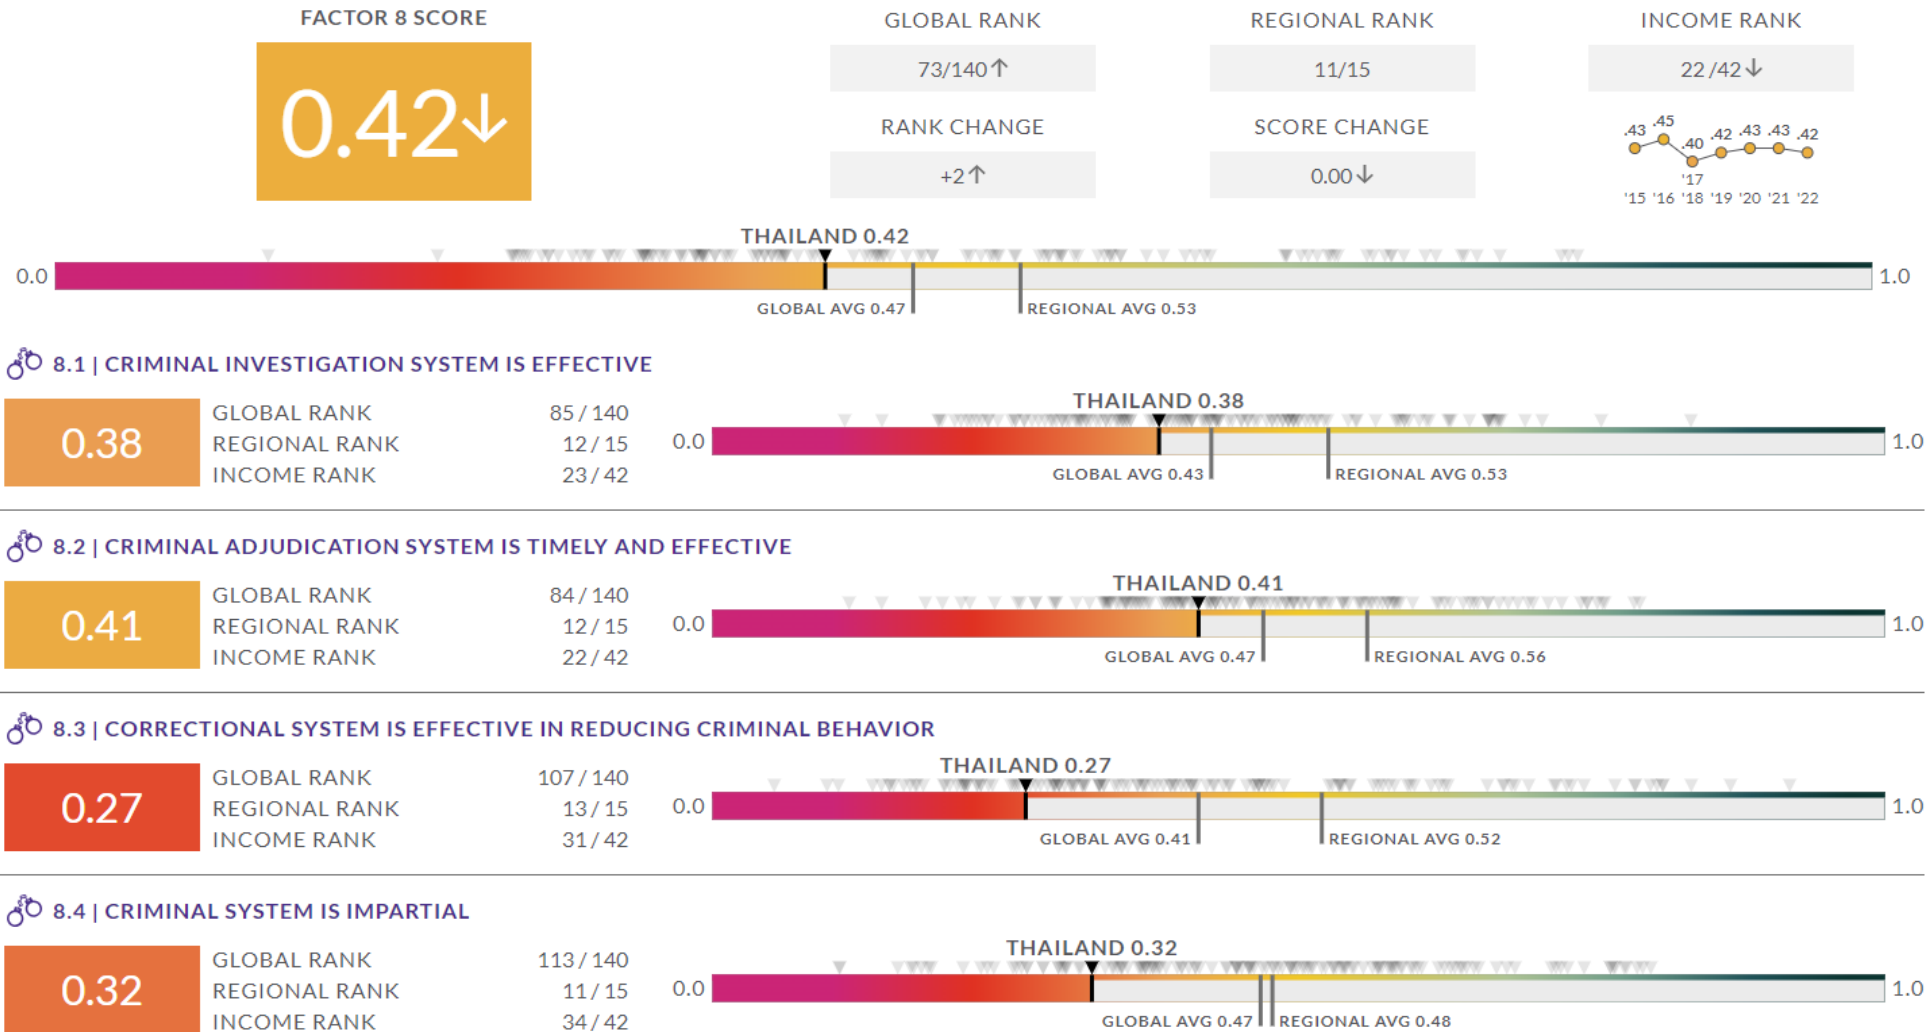 FACTOR 8 SCORE
0.42↓
GLOBAL RANK
73/140↑
REGIONAL RANK
11/15
INCOME RANK
22 /42↓
RANK CHANGE
+2↑
SCORE CHANGE
0.00↓
.43 .45 .40 .42 .43 .43 .42
'17
'15 '16 '18 '19 '20 '21 '22
THAILAND 0.42
0.0 1.0
GLOBAL AVG 0.47 REGIONAL AVG 0.53
8.1 | CRIMINAL INVESTIGATION SYSTEM IS EFFECTIVE
0.38
GLOBAL RANK 85 / 140
REGIONAL RANK 12 / 15
INCOME RANK 23 / 42
THAILAND 0.38
0.0 1.0
GLOBAL AVG 0.43 REGIONAL AVG 0.53
8.2 | CRIMINAL ADJUDICATION SYSTEM IS TIMELY AND EFFECTIVE
0.41
GLOBAL RANK 84 / 140
REGIONAL RANK 12 / 15
INCOME RANK 22 / 42
THAILAND 0.41
0.0 1.0
GLOBAL AVG 0.47 REGIONAL AVG 0.56
8.3 | CORRECTIONAL SYSTEM IS EFFECTIVE IN REDUCING CRIMINAL BEHAVIOR
0.27
GLOBAL RANK 107 / 140
REGIONAL RANK 13 / 15
INCOME RANK 31 / 42
THAILAND 0.27
0.0 1.0
GLOBAL AVG 0.41 REGIONAL AVG 0.52
8.4 | CRIMINAL SYSTEM IS IMPARTIAL
0.32
GLOBAL RANK 113 / 140
REGIONAL RANK 11 / 15
INCOME RANK 34 / 42
THAILAND 0.32
0.0 1.0
GLOBAL AVG 0.47 REGIONAL AVG 0.48